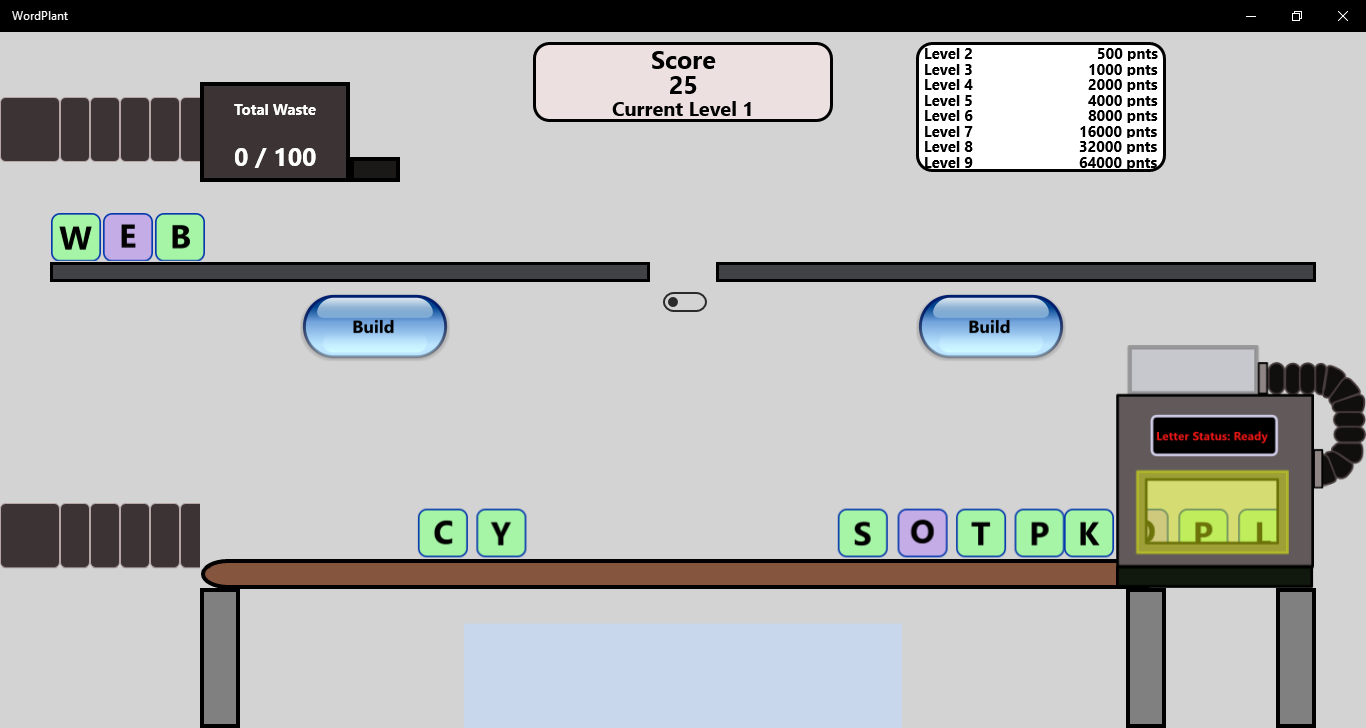 WordPlant
Score
25
Current Level 1
Level 2 500 pnts
Level 3 1000 pnts
Level 4 2000 pnts
Level 5 4000 pnts
Level 6 8000 pnts
Level 7 16000 pnts
Level 8 32000 pnts
Level 9 64000 pnts
Total Waste
0 / 100
W E B
Build
Build
Letter Status: Ready
C Y S O T P K P L